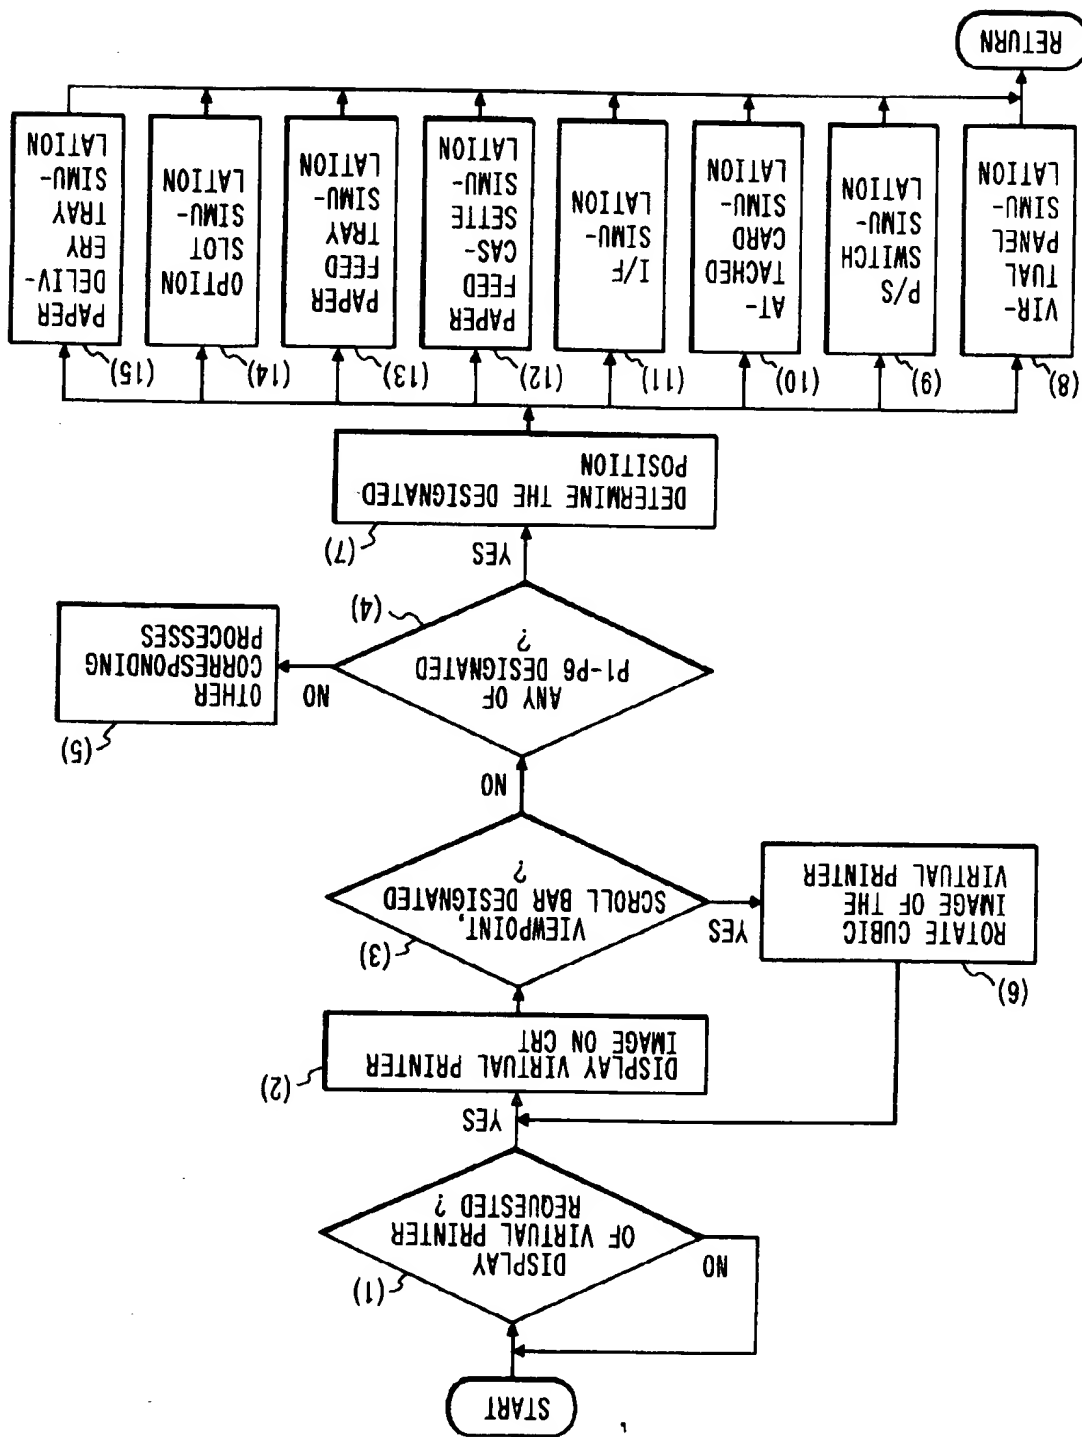 START
(1)
DISPLAY
OF VIRTUAL PRINTER
REQUESTED ?
NO
YES
(2)
DISPLAY VIRTUAL PRINTER
IMAGE ON CRT
(3)
VIEWPOINT,
SCROLL BAR DESIGNATED
?
YES
(6)
ROTATE CUBIC
IMAGE OF THE
VIRTUAL PRINTER
NO
(4)
ANY OF
P1-P6 DESIGNATED
?
NO
(5)
OTHER
CORRESPONDING
PROCESSES
YES
(7)
DETERMINE THE DESIGNATED
POSITION
(8)
VIR-
TUAL
PANEL
SIMU-
LATION
(9)
P/S
SWITCH
SIMU-
LATION
(10)
AT-
TACHED
CARD
SIMU-
LATION
(11)
I/F
SIMU-
LATION
(12)
PAPER
FEED
CAS-
SETTE
SIMU-
LATION
(13)
PAPER
FEED
TRAY
SIMU-
LATION
(14)
OPTION
SLOT
SIMU-
LATION
(15)
PAPER
DELIV-
ERY
TRAY
SIMU-
LATION
RETURN